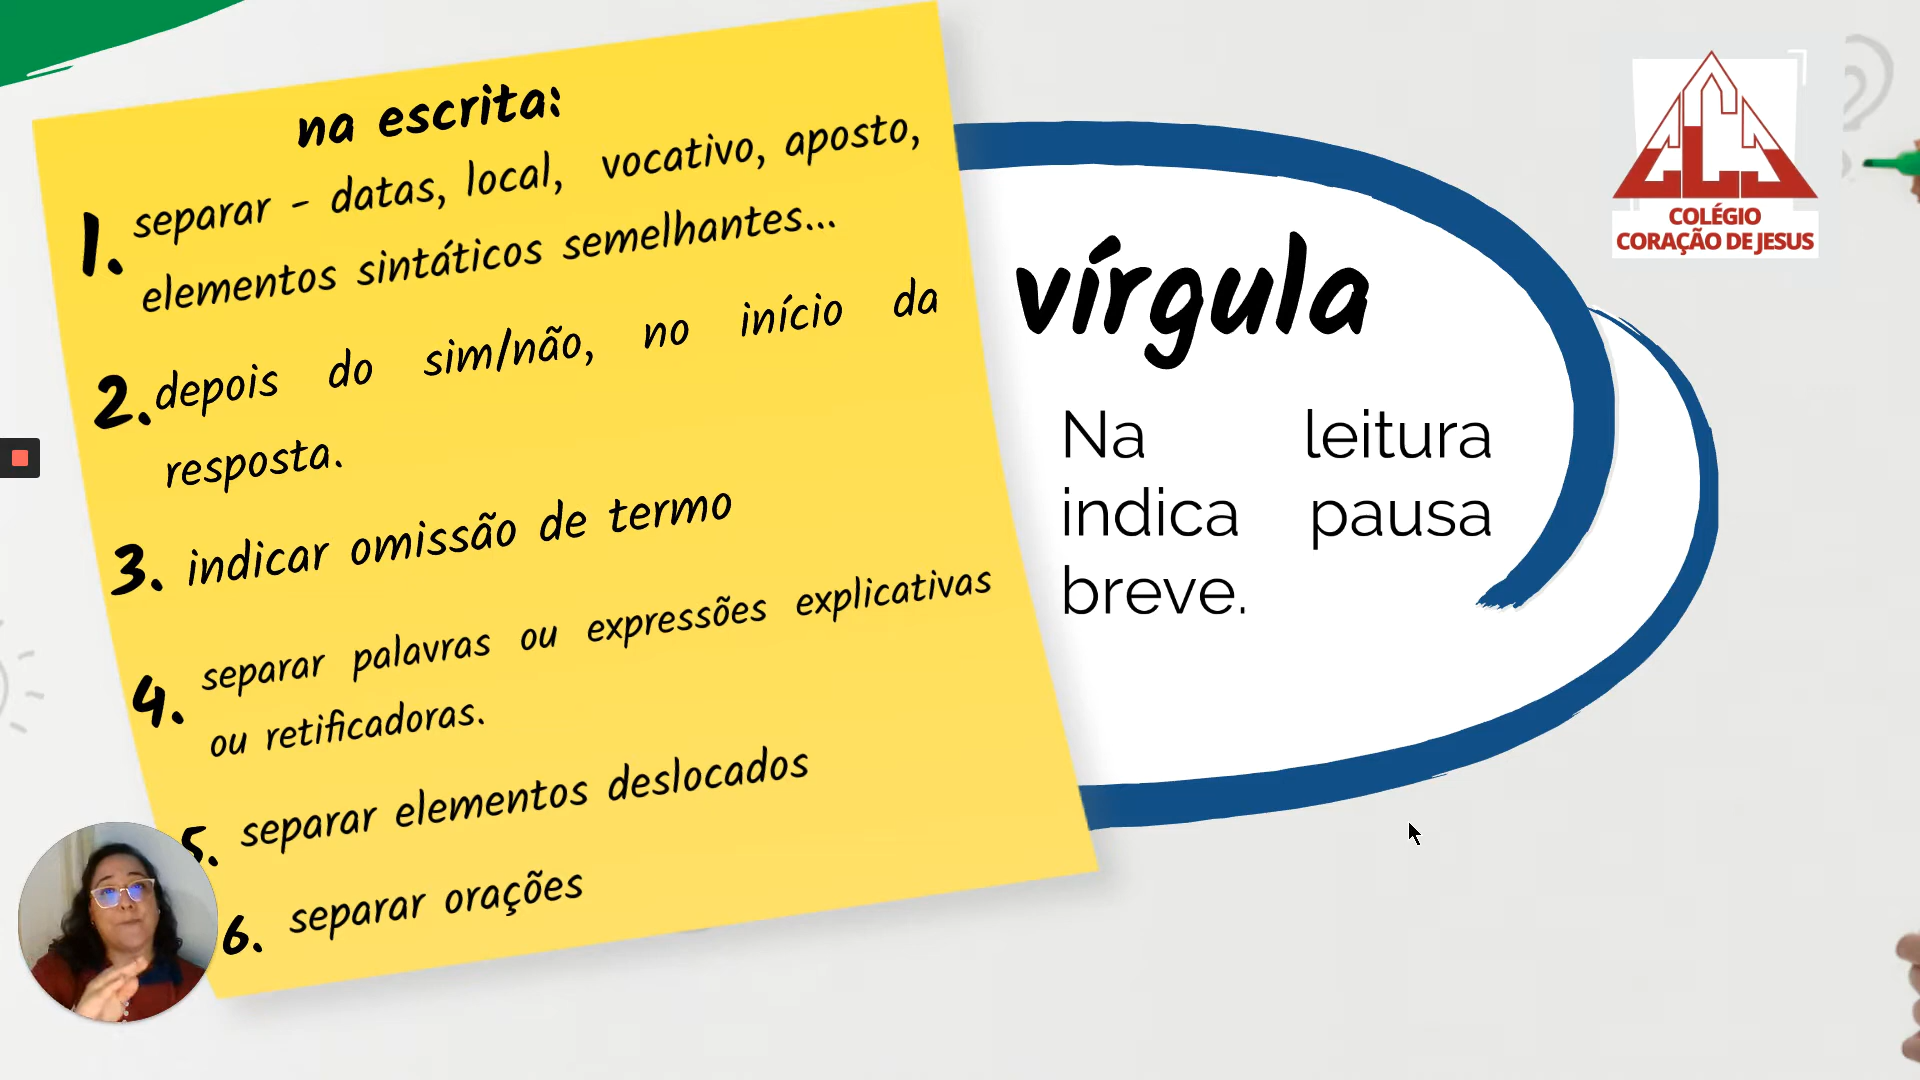 na escrita:
1. separar - datas, local, vocativo, aposto,
elementos sintáticos semelhantes...
2. depois do sim/não, no início da
resposta.
3. indicar omissão de termo
4. separar palavras ou expressões explicativas
ou retificadoras.
5. separar elementos deslocados
6. separar orações
vírgula
Na leitura
indica pausa
breve.
CCJ
COLÉGIO
CORAÇÃO DE JESUS